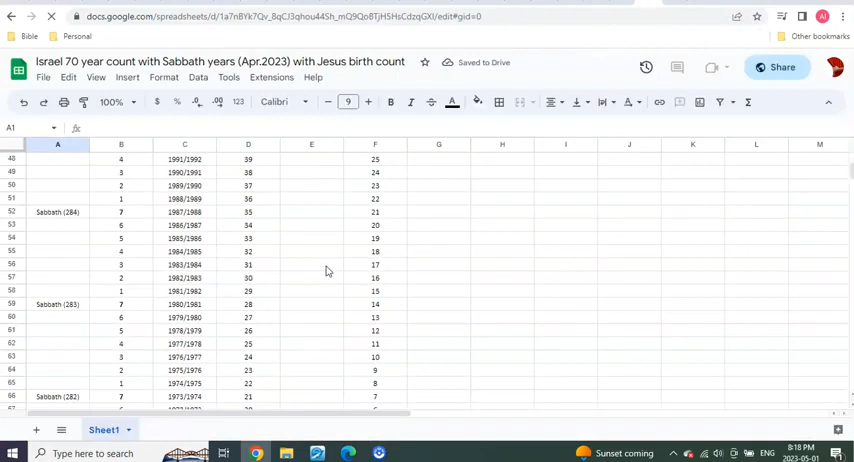 docs.google.com/spreadsheets/d/1a7nBYk7Qv_8qCJ3qhou44Sh_mQ9QoBTjH5HsCdzqGXI/edit#gid=0
AI
Bible Personal Other bookmarks
Israel 70 year count with Sabbath years (Apr.2023) with Jesus birth count Saved to Drive
File Edit View Insert Format Data Tools Extensions Help
Share
100% $ % .0 .00 123 Calibri 9 B I A
A1 fx
A B C D E F G H I J K L M
48 4 1991/1992 39 25
49 3 1990/1991 38 24
50 2 1989/1990 37 23
51 1 1988/1989 36 22
52 Sabbath (284) 7 1987/1988 35 21
53 6 1986/1987 34 20
54 5 1985/1986 33 19
55 4 1984/1985 32 18
56 3 1983/1984 31 17
57 2 1982/1983 30 16
58 1 1981/1982 29 15
59 Sabbath (283) 7 1980/1981 28 14
60 6 1979/1980 27 13
61 5 1978/1979 26 12
62 4 1977/1978 25 11
63 3 1976/1977 24 10
64 2 1975/1976 23 9
65 1 1974/1975 22 8
66 Sabbath (282) 7 1973/1974 21 7
Sheet1
Type here to search Sunset coming ENG 8:18 PM
2023-05-01